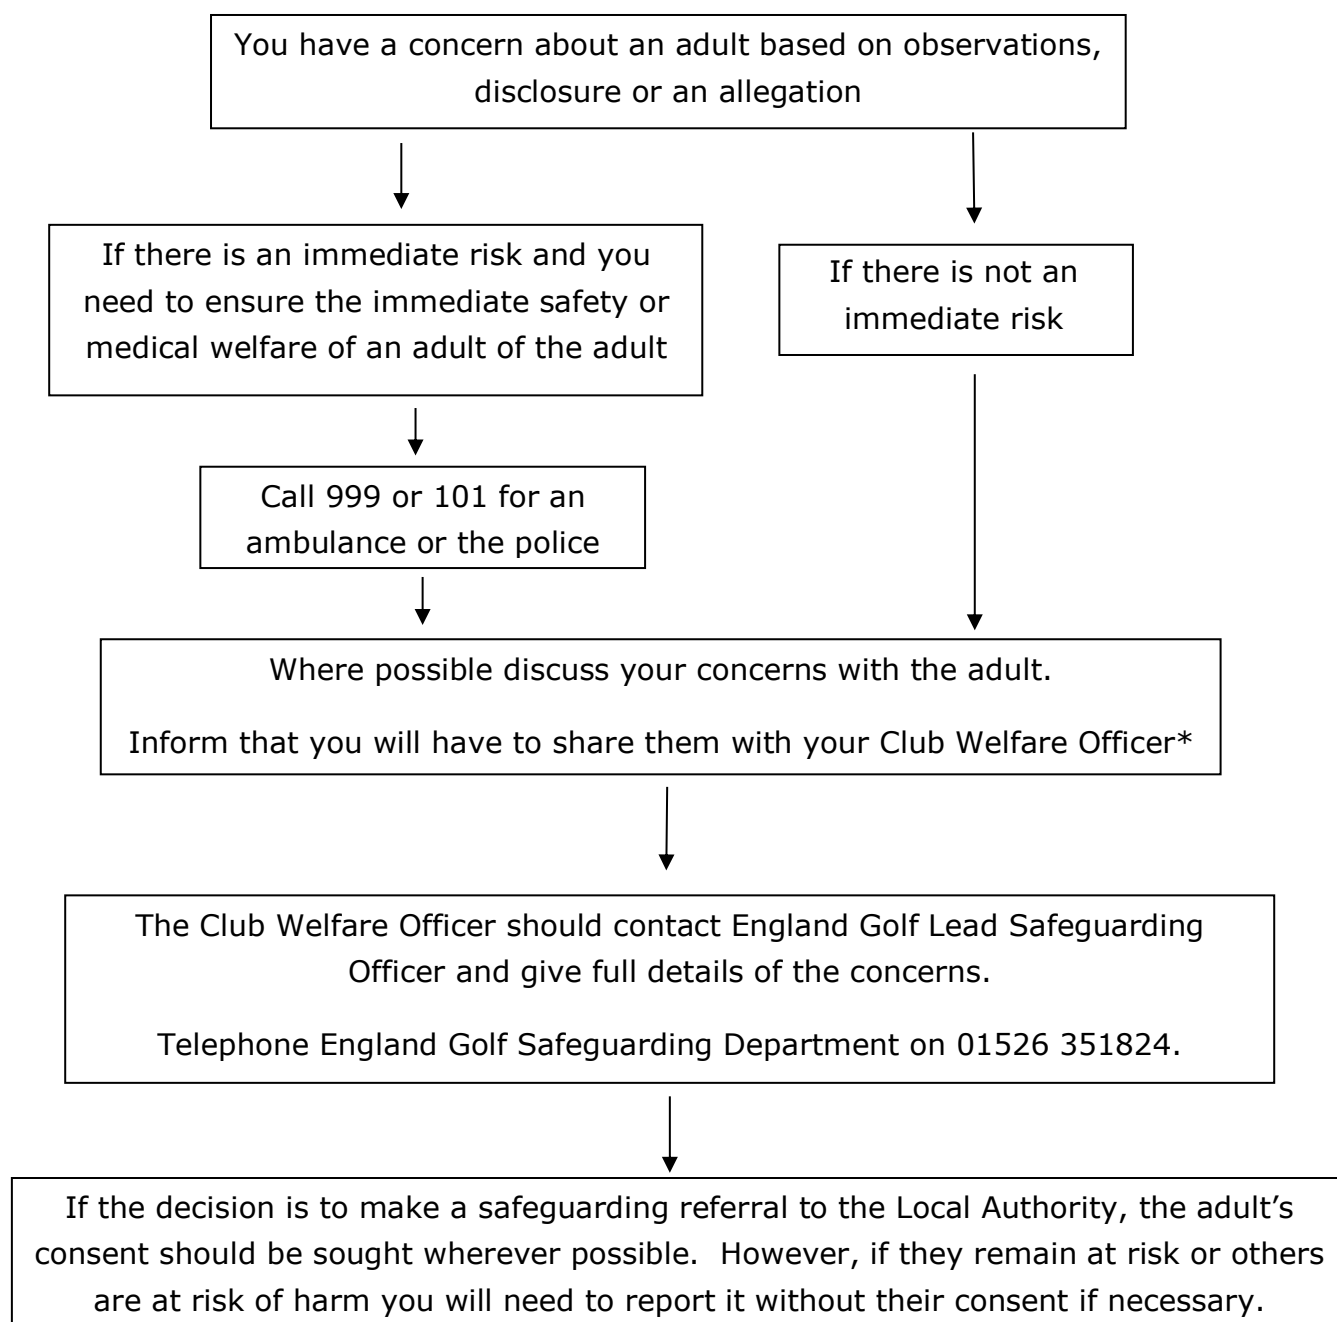 You have a concern about an adult based on observations,
disclosure or an allegation
If there is an immediate risk and you
need to ensure the immediate safety or
medical welfare of an adult of the adult
If there is not an
immediate risk
Call 999 or 101 for an
ambulance or the police
Where possible discuss your concerns with the adult.
Inform that you will have to share them with your Club Welfare Officer*
The Club Welfare Officer should contact England Golf Lead Safeguarding
Officer and give full details of the concerns.
Telephone England Golf Safeguarding Department on 01526 351824.
If the decision is to make a safeguarding referral to the Local Authority, the adult’s
consent should be sought wherever possible.  However, if they remain at risk or others
are at risk of harm you will need to report it without their consent if necessary.